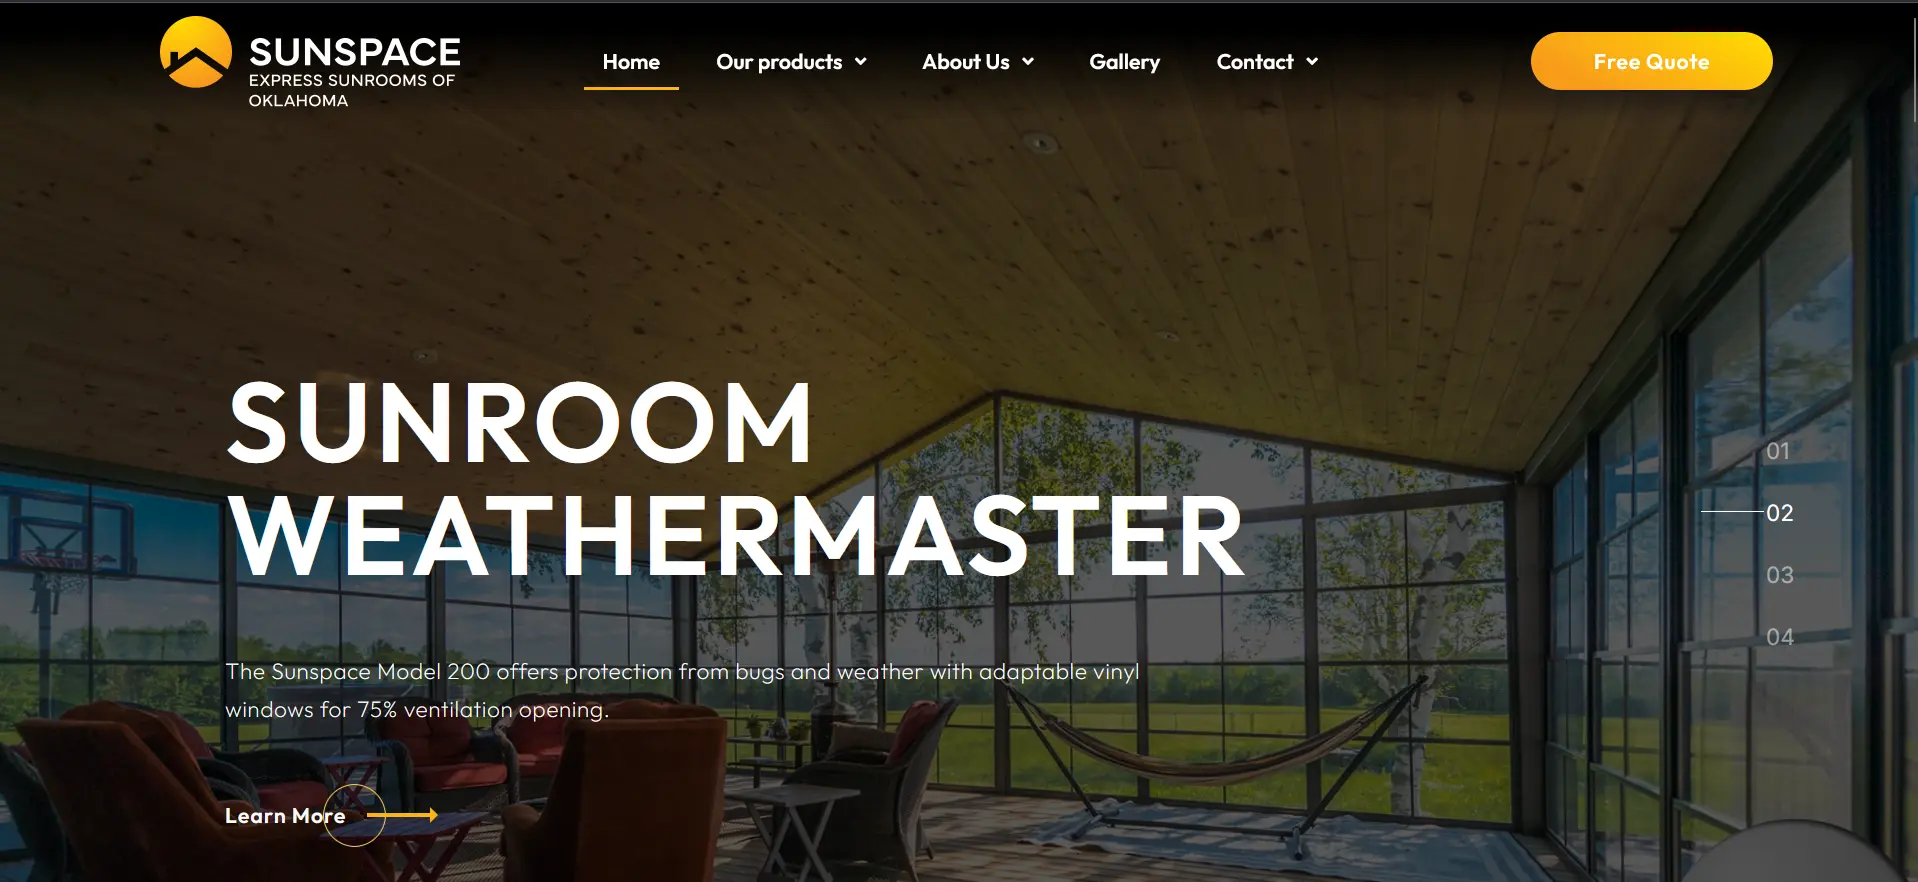 SUNSPACE
EXPRESS SUNROOMS OF
OKLAHOMA
Home
Our products
About Us
Gallery
Contact
Free Quote
SUNROOM
WEATHERMASTER
The Sunspace Model 200 offers protection from bugs and weather with adaptable vinyl
windows for 75% ventilation opening.
Learn More
01
02
03
04